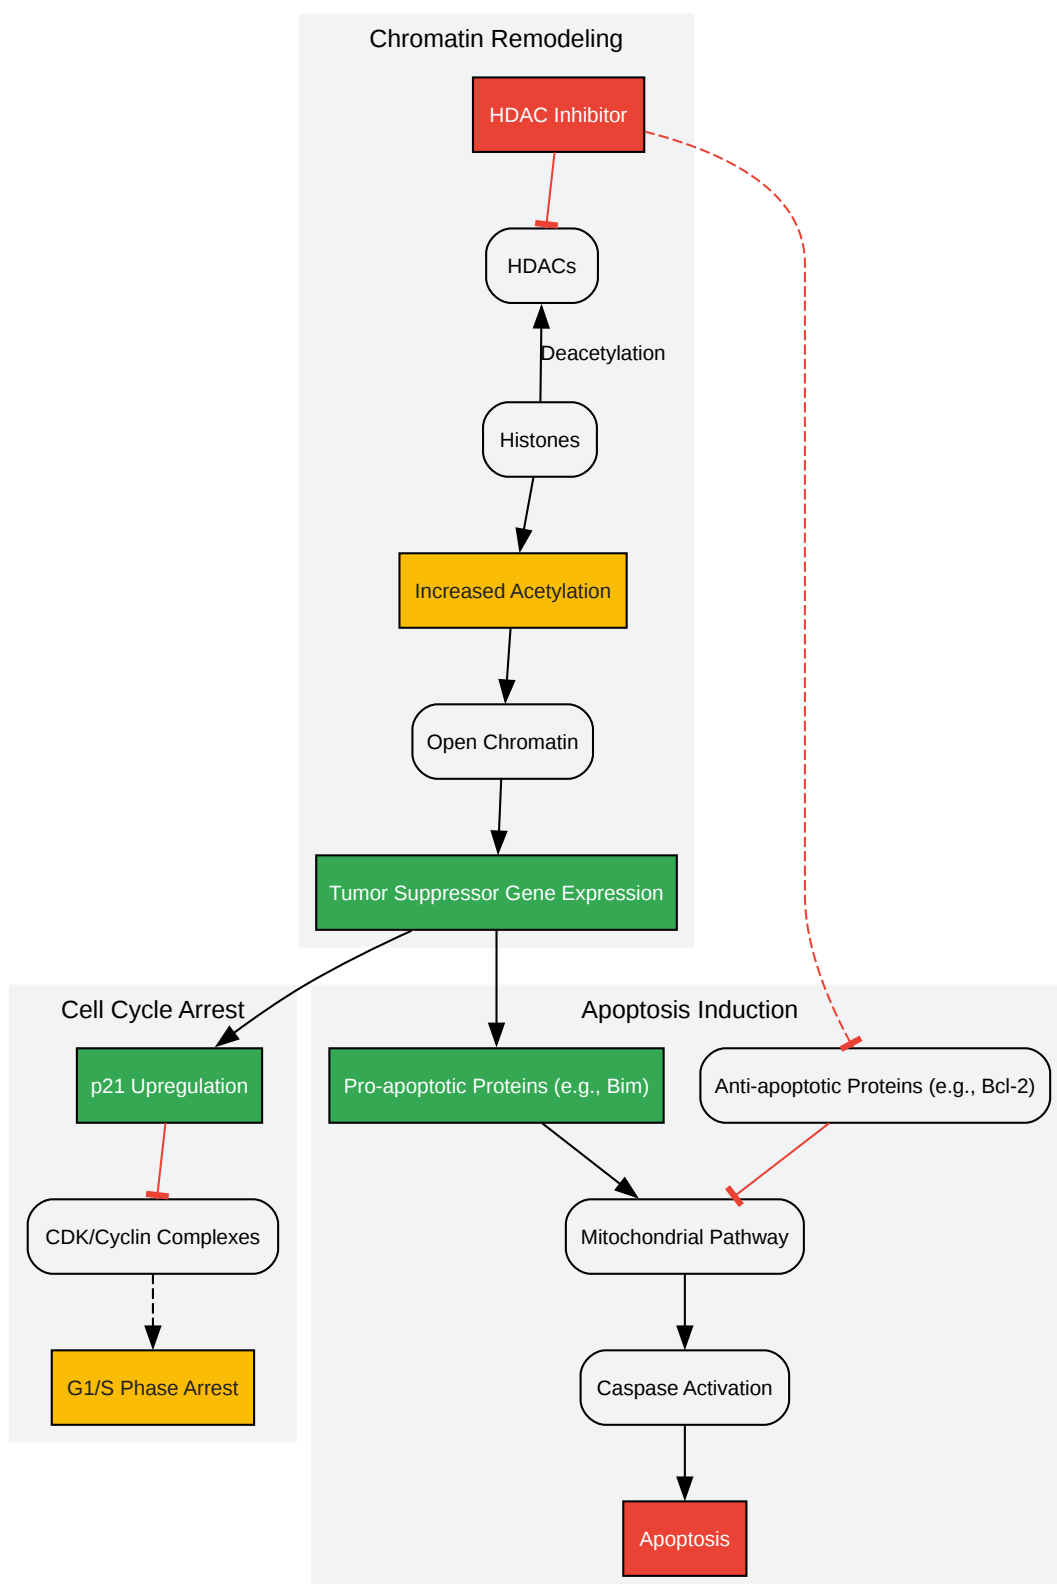 Chromatin Remodeling
HDAC Inhibitor
HDACs
Deacetylation
Histones
Increased Acetylation
Open Chromatin
Tumor Suppressor Gene Expression
Cell Cycle Arrest
p21 Upregulation
CDK/Cyclin Complexes
G1/S Phase Arrest
Apoptosis Induction
Pro-apoptotic Proteins (e.g., Bim)
Anti-apoptotic Proteins (e.g., Bcl-2)
Mitochondrial Pathway
Caspase Activation
Apoptosis